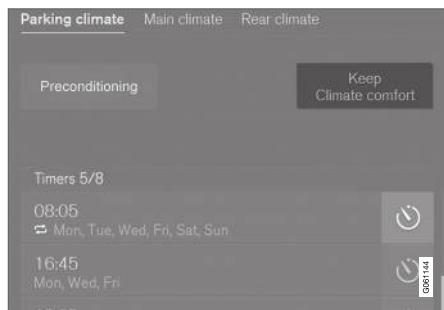 Parking climate Main climate Rear climate
Preconditioning
Keep
Climate comfort
Timers 5/8
08:05
Mon, Tue, Wed, Fri, Sat, Sun
16:45
Mon, Wed, Fri
G061144